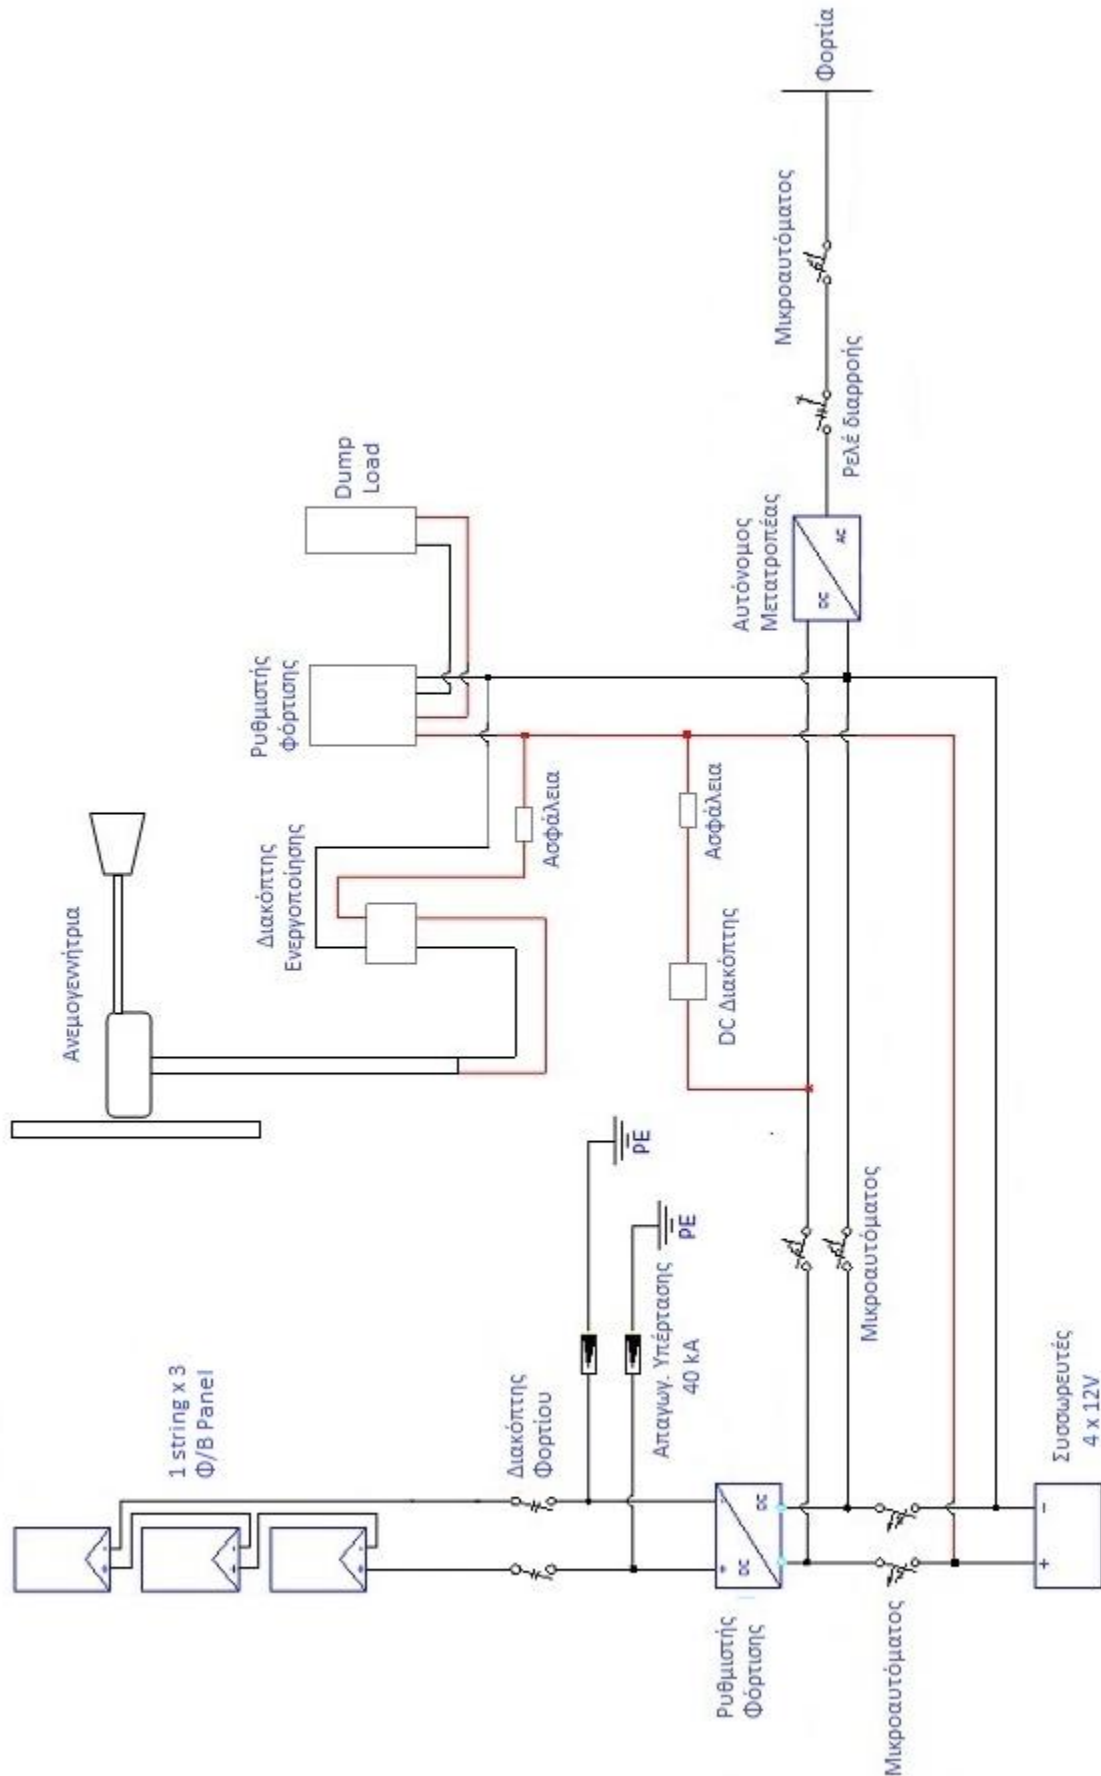 1 string x 3
Φ/Β Panel
Ανεμογεννήτρια
Διακόπτης
Ενεργοποίησης
Ρυθμιστής
φόρτισης
Dump
Load
Διακόπτης
Φορτίου
Ασφάλεια
PE
PE
Απαγωγ. Υπέρτασης
40 kA
DC Διακόπτης
Ασφάλεια
Ρυθμιστής
Φόρτισης
+
-
DC
DC
Αυτόνομος
Μετατροπέας
DC
AC
Ρελέ διαρροής
Μικροαυτόματος
Φορτία
Μικροαυτόματος
Μικροαυτόματος
+
-
Συσσωρευτές
4 x 12V